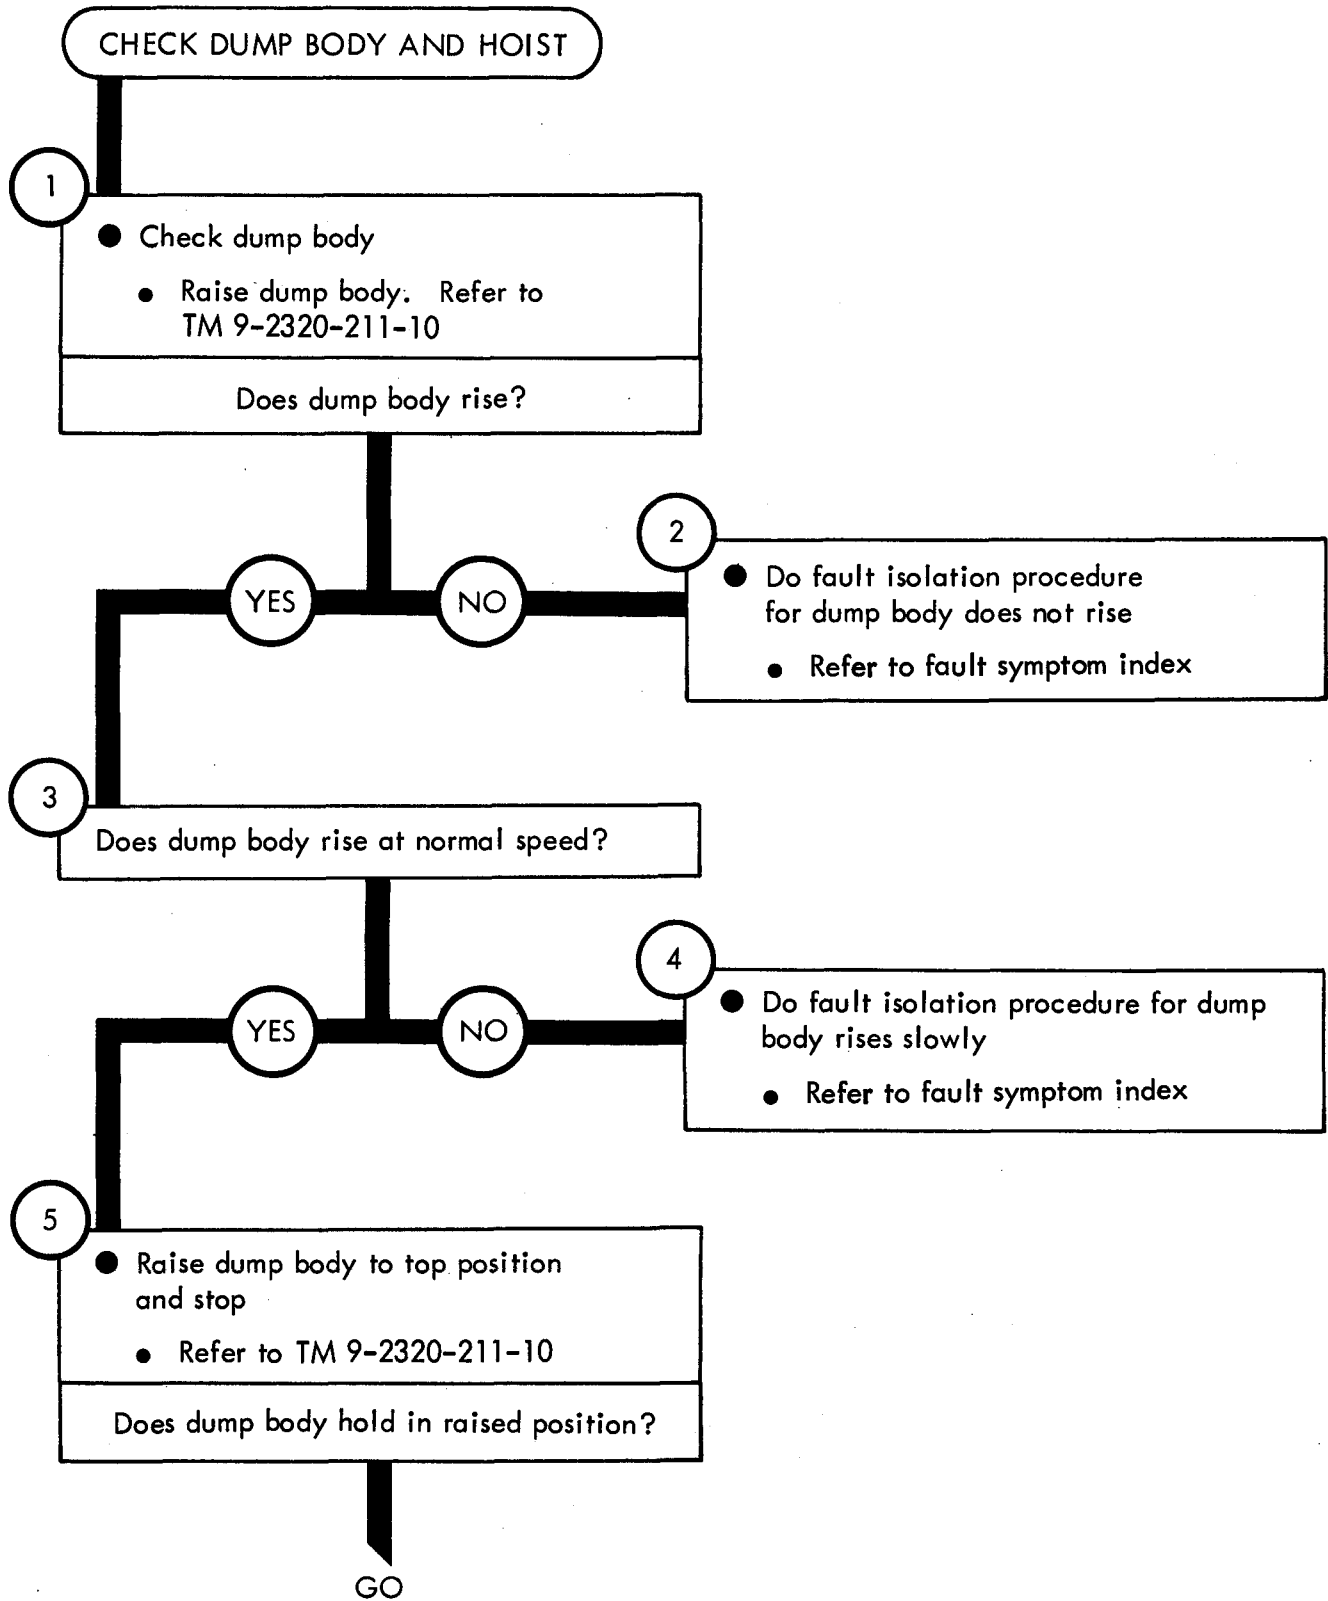 CHECK DUMP BODY AND HOIST
1
● Check dump body
● Raise dump body. Refer to
TM 9-2320-211-10
Does dump body rise?
YES
NO
2
● Do fault isolation procedure
for dump body does not rise
● Refer to fault symptom index
3
Does dump body rise at normal speed?
YES
NO
4
● Do fault isolation procedure for dump
body rises slowly
● Refer to fault symptom index
5
● Raise dump body to top position
and stop
● Refer to TM 9-2320-211-10
Does dump body hold in raised position?
GO